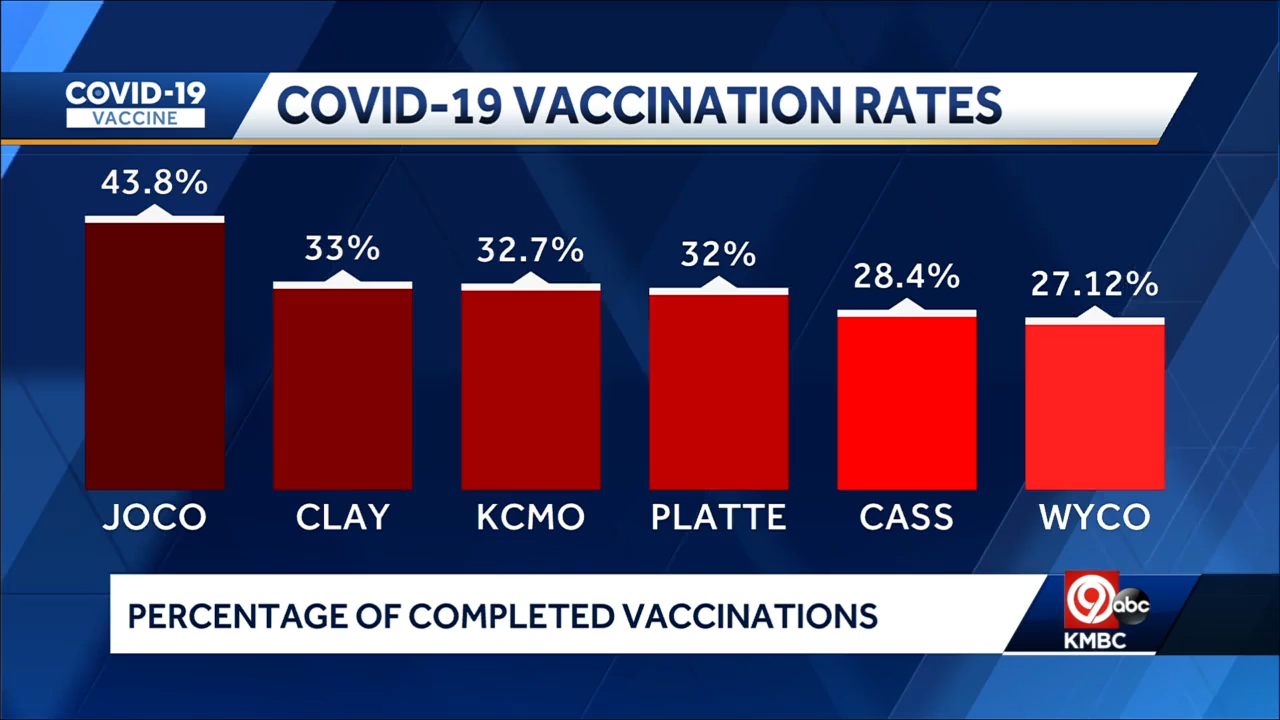 COVID-19
VACCINE
COVID-19 VACCINATION RATES
43.8%
33%
32.7%
32%
28.4%
27.12%
JOCO
CLAY
KCMO
PLATTE
CASS
WYCO
PERCENTAGE OF COMPLETED VACCINATIONS
9
abc
KMBC